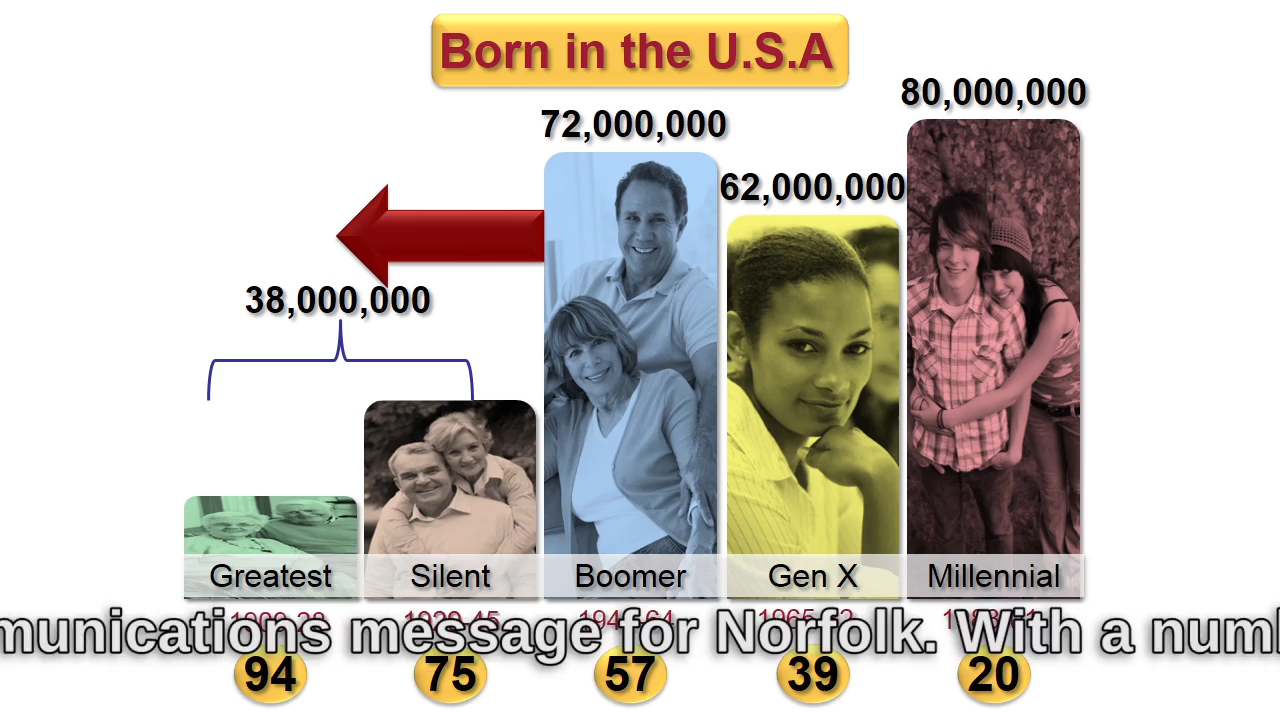 Born in the U.S.A
80,000,000
72,000,000
62,000,000
38,000,000
Greatest Silent Boomer Gen X Millennial
munications message for Norfolk. With a num
94 75 57 39 20